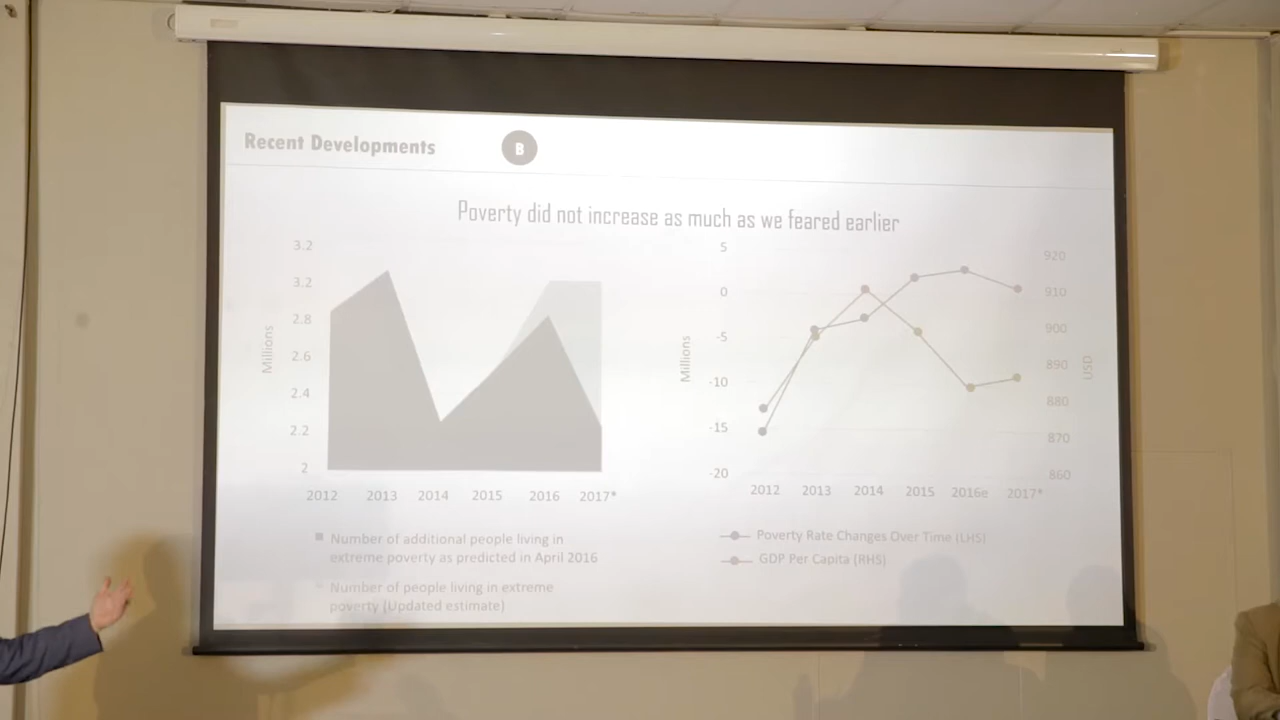 Recent Developments
B
Poverty did not increase as much as we feared earlier
3.2
3.2
2.8
2.6
2.4
2.2
2
Millions
2012 2013 2014 2015 2016 2017*
Number of additional people living in
extreme poverty as predicted in April 2016
Number of people living in extreme
poverty (Updated estimate)
5
0
-5
-10
-15
-20
Millions
920
910
900
890
880
870
860
USD
2012 2013 2014 2015 2016e 2017*
Poverty Rate Changes Over Time (LHS)
GDP Per Capita (RHS)